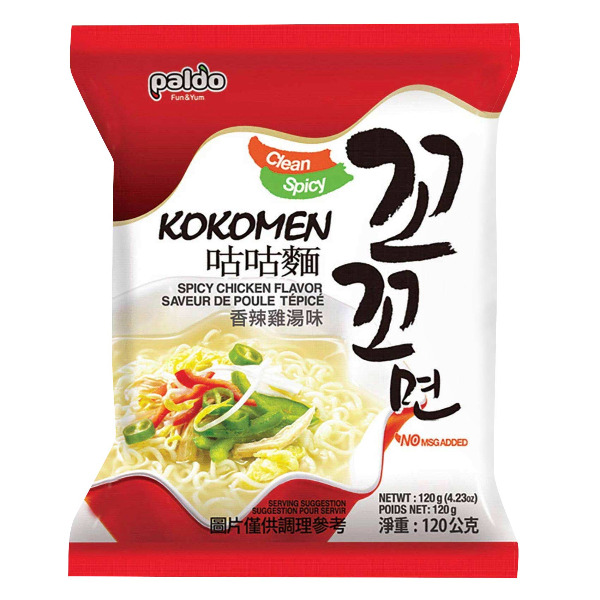 paldo
Fun & Yum
Clean
Spicy
꼬꼬면
KOKOMEN
咕咕麵
SPICY CHICKEN FLAVOR
SAVEUR DE POULE TÉPICÉ
香辣雞湯味
NO MSG ADDED
SERVING SUGGESTION
SUGGESTION POUR SERVIR
圖片僅供調理參考
NETWT : 120 g (4.23oz)
POIDS NET: 120 g
淨重 : 120公克